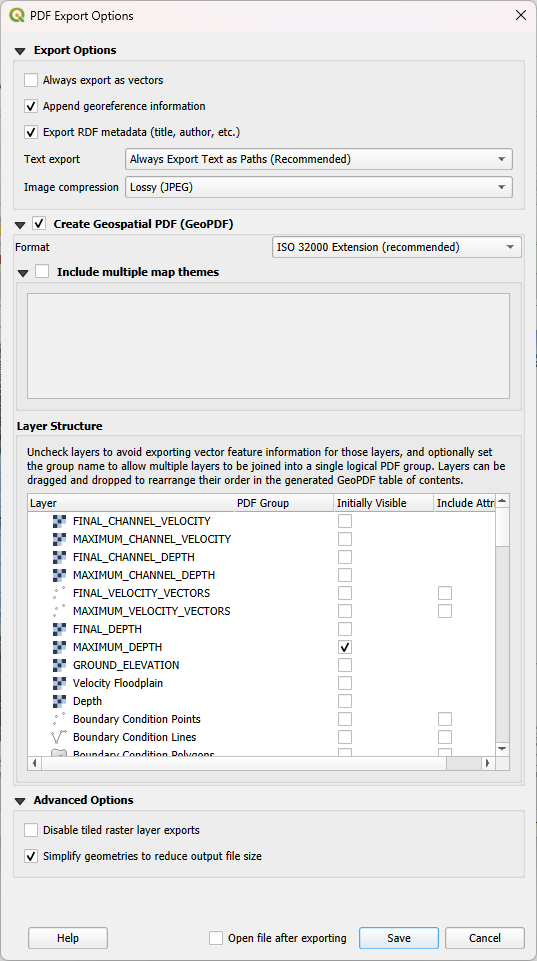 PDF Export Options
Export Options
Always export as vectors
Append georeference information
Export RDF metadata (title, author, etc.)
Text export Always Export Text as Paths (Recommended)
Image compression Lossy (JPEG)
Create Geospatial PDF (GeoPDF)
Format ISO 32000 Extension (recommended)
Include multiple map themes
Layer Structure
Uncheck layers to avoid exporting vector feature information for those layers, and optionally set
the group name to allow multiple layers to be joined into a single logical PDF group. Layers can be
dragged and dropped to rearrange their order in the generated GeoPDF table of contents.
Layer PDF Group Initially Visible Include Attri
FINAL_CHANNEL_VELOCITY
MAXIMUM_CHANNEL_VELOCITY
FINAL_CHANNEL_DEPTH
MAXIMUM_CHANNEL_DEPTH
FINAL_VELOCITY_VECTORS
MAXIMUM_VELOCITY_VECTORS
FINAL_DEPTH
MAXIMUM_DEPTH
GROUND_ELEVATION
Velocity Floodplain
Depth
Boundary Condition Points
Boundary Condition Lines
Boundary Condition Polygons
Advanced Options
Disable tiled raster layer exports
Simplify geometries to reduce output file size
Help Open file after exporting Save Cancel